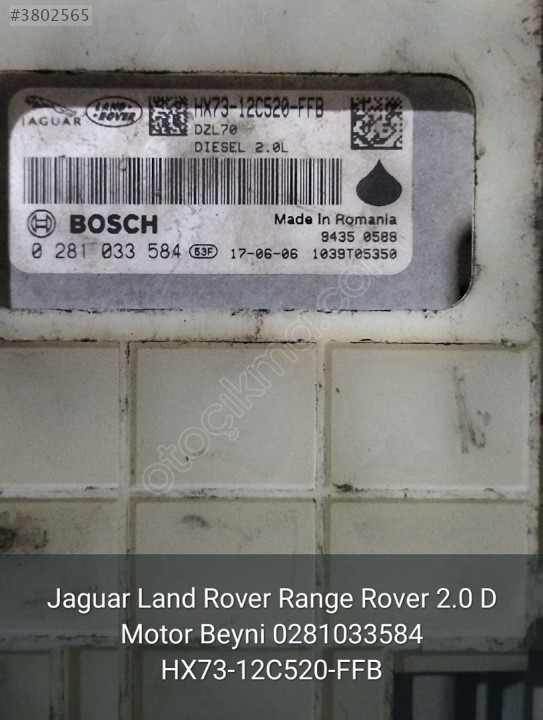 #3802565
JAGUAR LAND ROVER HX73-12C520-FFB
DZL70
DIESEL 2.0L
BOSCH Made in Romania
9435 0588
0 281 033 584 53F 17-06-06 1039T05350
otoçıkma.com
Jaguar Land Rover Range Rover 2.0 D
Motor Beyni 0281033584
HX73-12C520-FFB